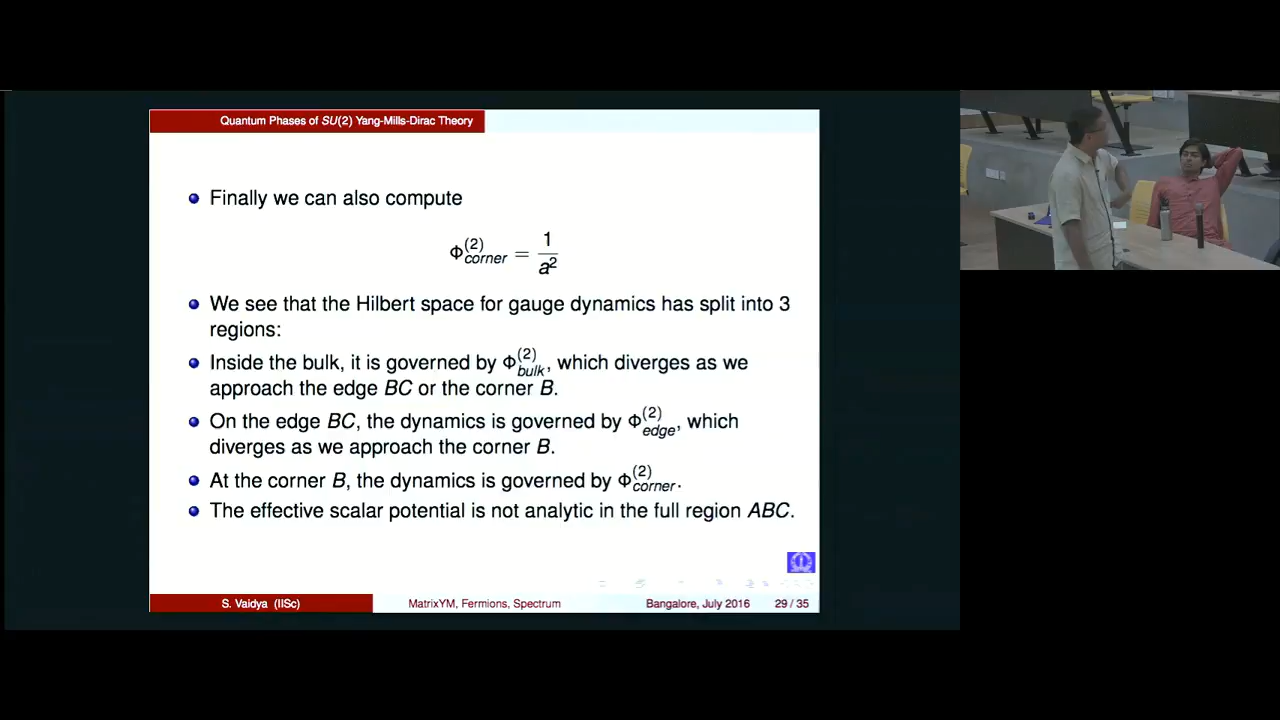 Quantum Phases of SU(2) Yang-Mills-Dirac Theory
Finally we can also compute
Φ_{corner}^{(2)} = 1/a²
We see that the Hilbert space for gauge dynamics has split into 3
regions:
Inside the bulk, it is governed by Φ_{bulk}^{(2)}, which diverges as we
approach the edge BC or the corner B.
On the edge BC, the dynamics is governed by Φ_{edge}^{(2)}, which
diverges as we approach the corner B.
At the corner B, the dynamics is governed by Φ_{corner}^{(2)}.
The effective scalar potential is not analytic in the full region ABC.
S. Vaidya (IISc) MatrixYM, Fermions, Spectrum Bangalore, July 2016 29 / 35